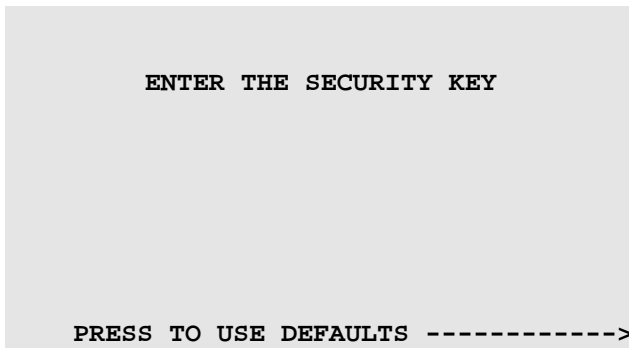 ENTER THE SECURITY KEY
PRESS TO USE DEFAULTS ------------>